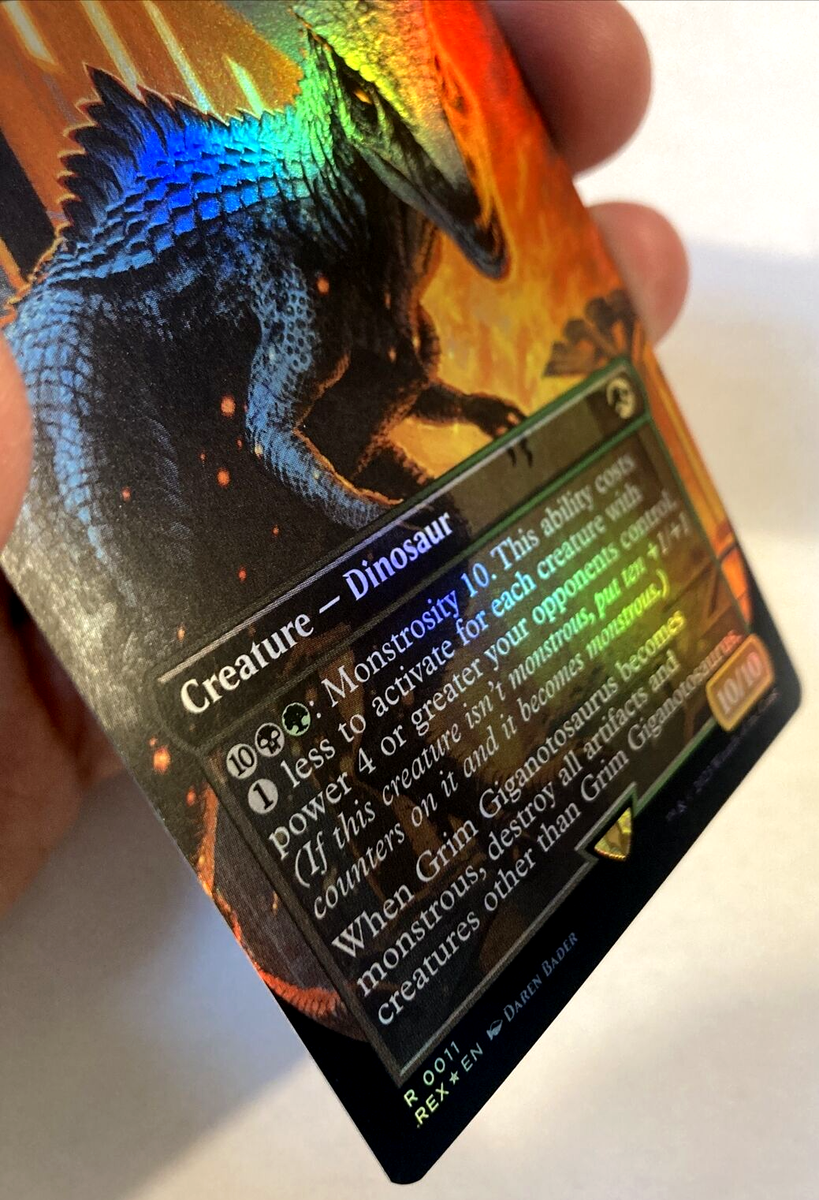 Creature — Dinosaur
10: Monstrosity 10. This ability costs
1 less to activate for each creature with
power 4 or greater your opponents control.
(If this creature isn't monstrous, put ten +1/+1
counters on it and it becomes monstrous.)
When Grim Giganotosaurus becomes
monstrous, destroy all artifacts and
creatures other than Grim Giganotosaurus.
10/10
R 0011
REX★EN DAREN BADER